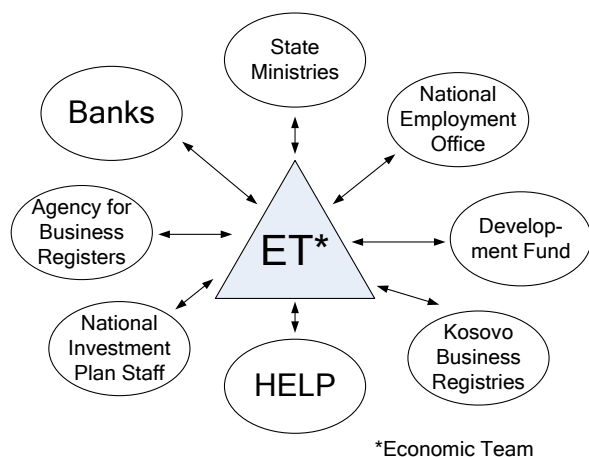 State
Ministries
Banks
National
Employment
Office
Agency for
Business
Registers
ET*
Develop-
ment Fund
National
Investment
Plan Staff
HELP
Kosovo
Business
Registries
*Economic Team